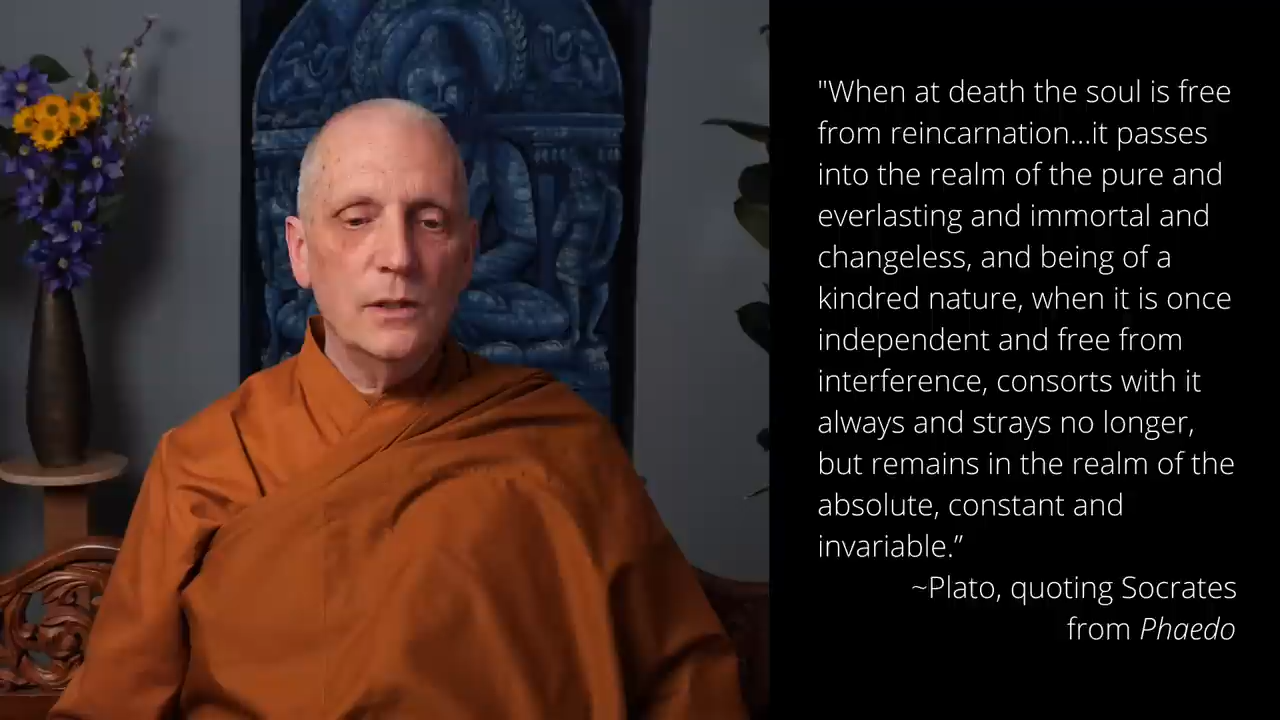 "When at death the soul is free
from reincarnation...it passes
into the realm of the pure and
everlasting and immortal and
changeless, and being of a
kindred nature, when it is once
independent and free from
interference, consorts with it
always and strays no longer,
but remains in the realm of the
absolute, constant and
invariable.”
~Plato, quoting Socrates
from Phaedo